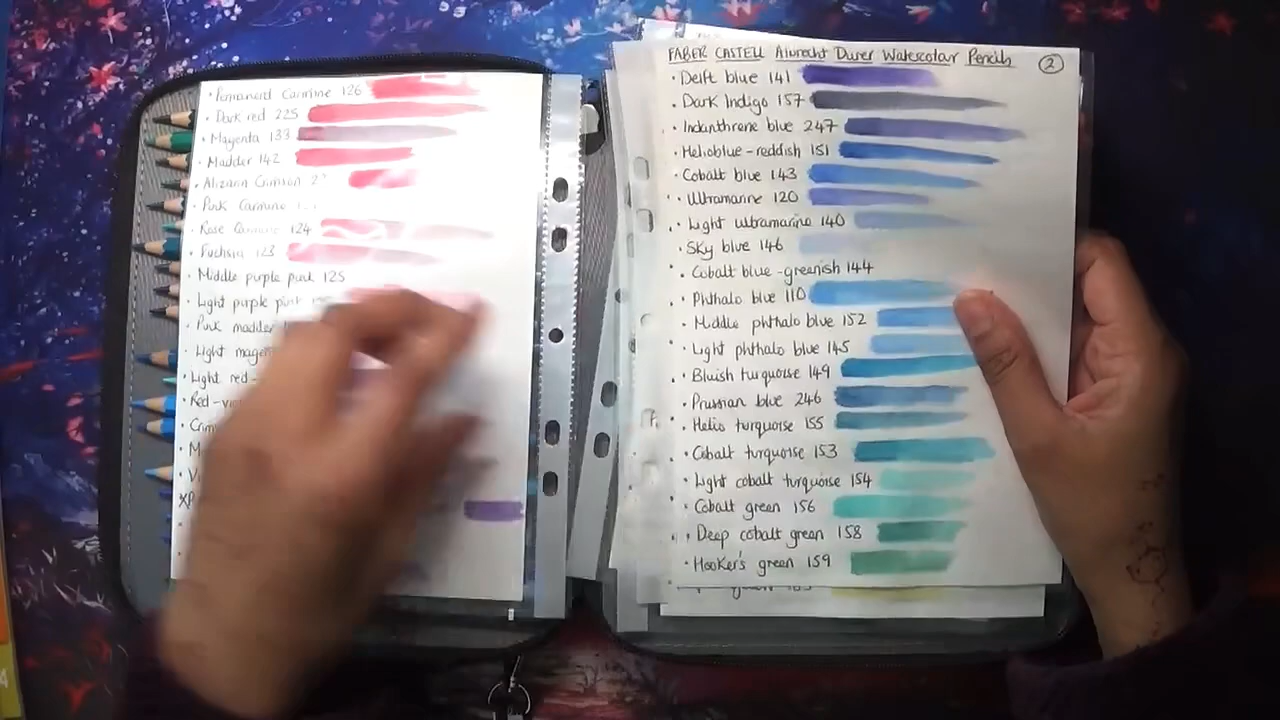 Permanent Carmine 126
Dark red 225
Magenta 133
Madder 142
Alizarin Crimson
Pink Carmine
Rose Carmine 124
Fuchsia 123
Middle purple pink 125
Light purple pink
Pink madder
Light
Light red-
FABER CASTELL Albrecht Durer Watercolor Pencils 2
Delft blue 141
Dark Indigo 157
Indanthrene blue 247
Helioblue-reddish 151
Cobalt blue 143
Ultramarine 120
Light ultramarine 140
Sky blue 146
Cobalt blue-greenish 144
Phthalo blue 110
Middle phthalo blue 152
Light phthalo blue 145
Bluish turquoise 149
Prussian blue 246
Helio turquoise 155
Cobalt turquoise 153
Light cobalt turquoise 154
Cobalt green 156
Deep cobalt green 158
Hooker's green 159